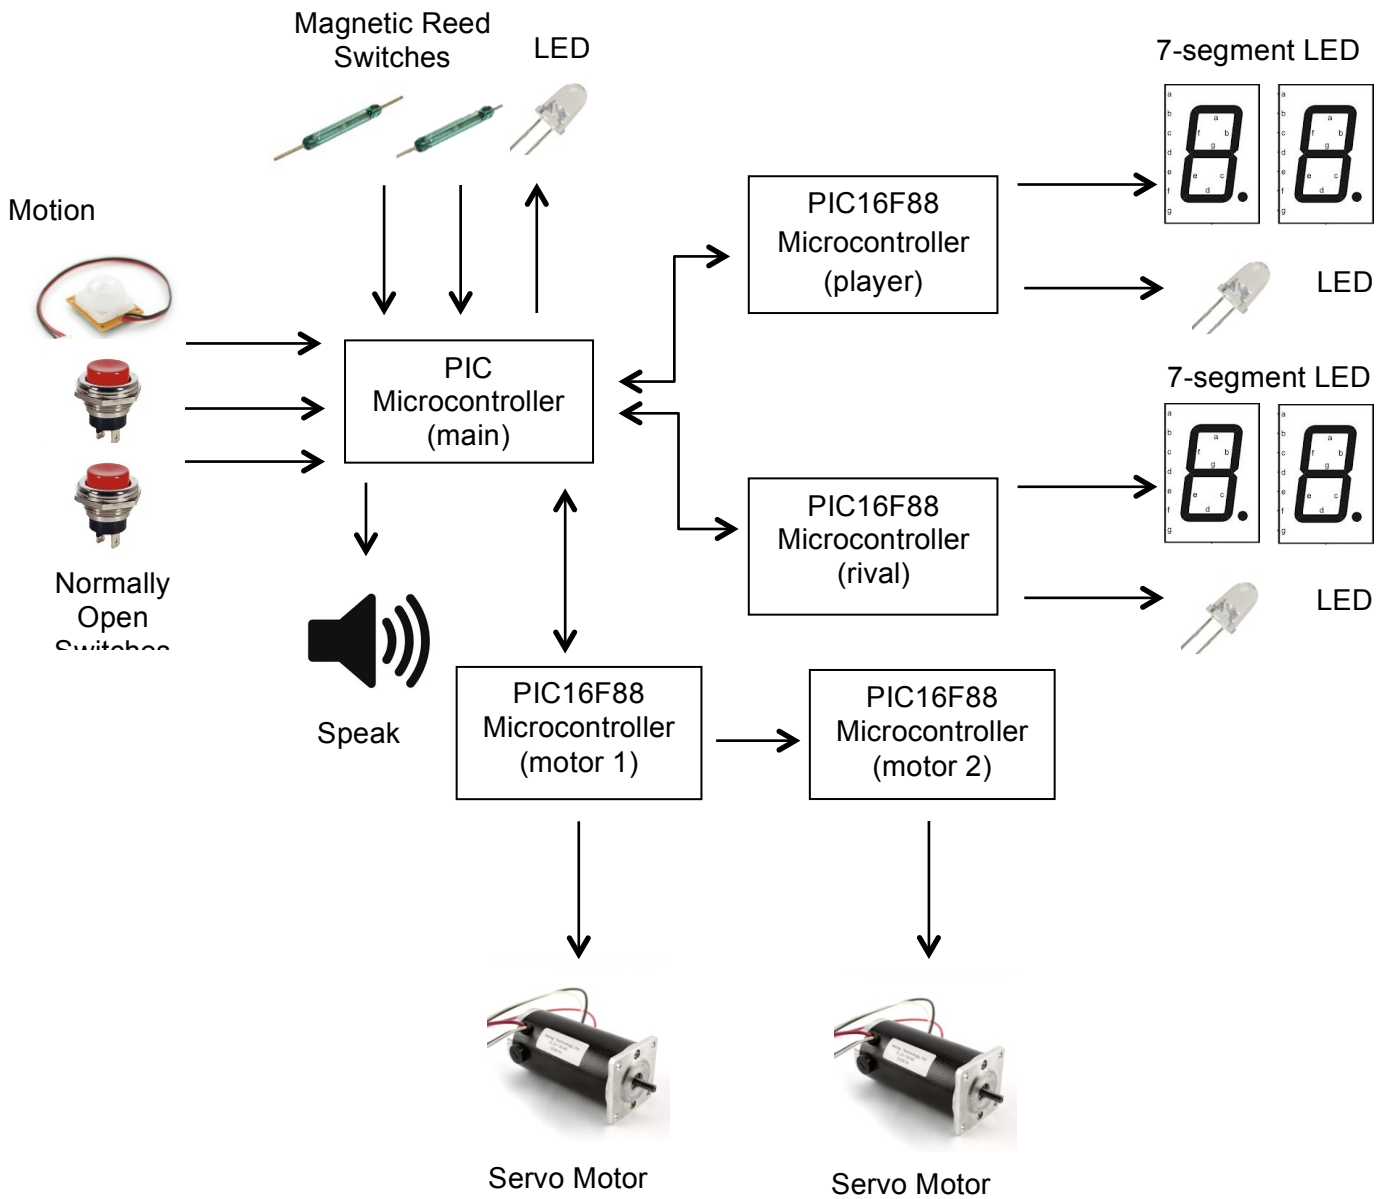 Magnetic Reed
Switches
LED
7-segment LED
a
b
c
d
e
f
g
a
f
b
g
e
c
d
a
f
b
g
e
c
d
Motion
PIC16F88
Microcontroller
(player)
LED
PIC
Microcontroller
(main)
7-segment LED
a
b
c
d
e
f
g
a
f
b
g
e
c
d
a
f
b
g
e
c
d
PIC16F88
Microcontroller
(rival)
LED
Normally
Open
Switches
Speak
PIC16F88
Microcontroller
(motor 1)
PIC16F88
Microcontroller
(motor 2)
Servo Motor
Servo Motor